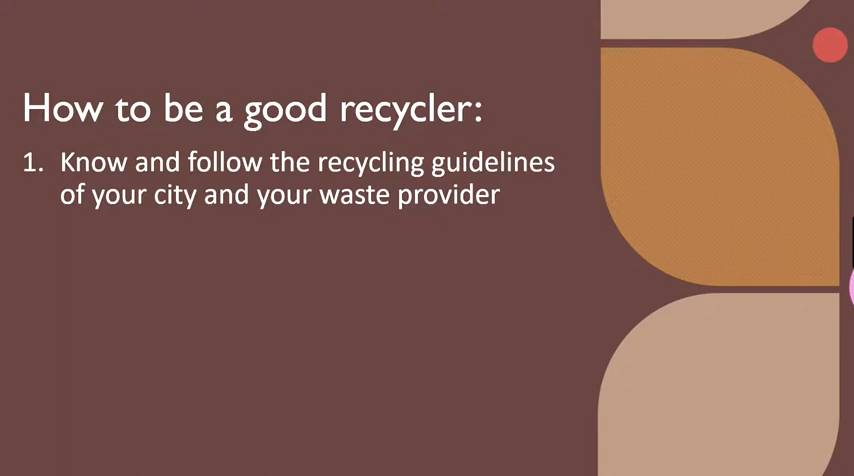 How to be a good recycler:
1. Know and follow the recycling guidelines
of your city and your waste provider